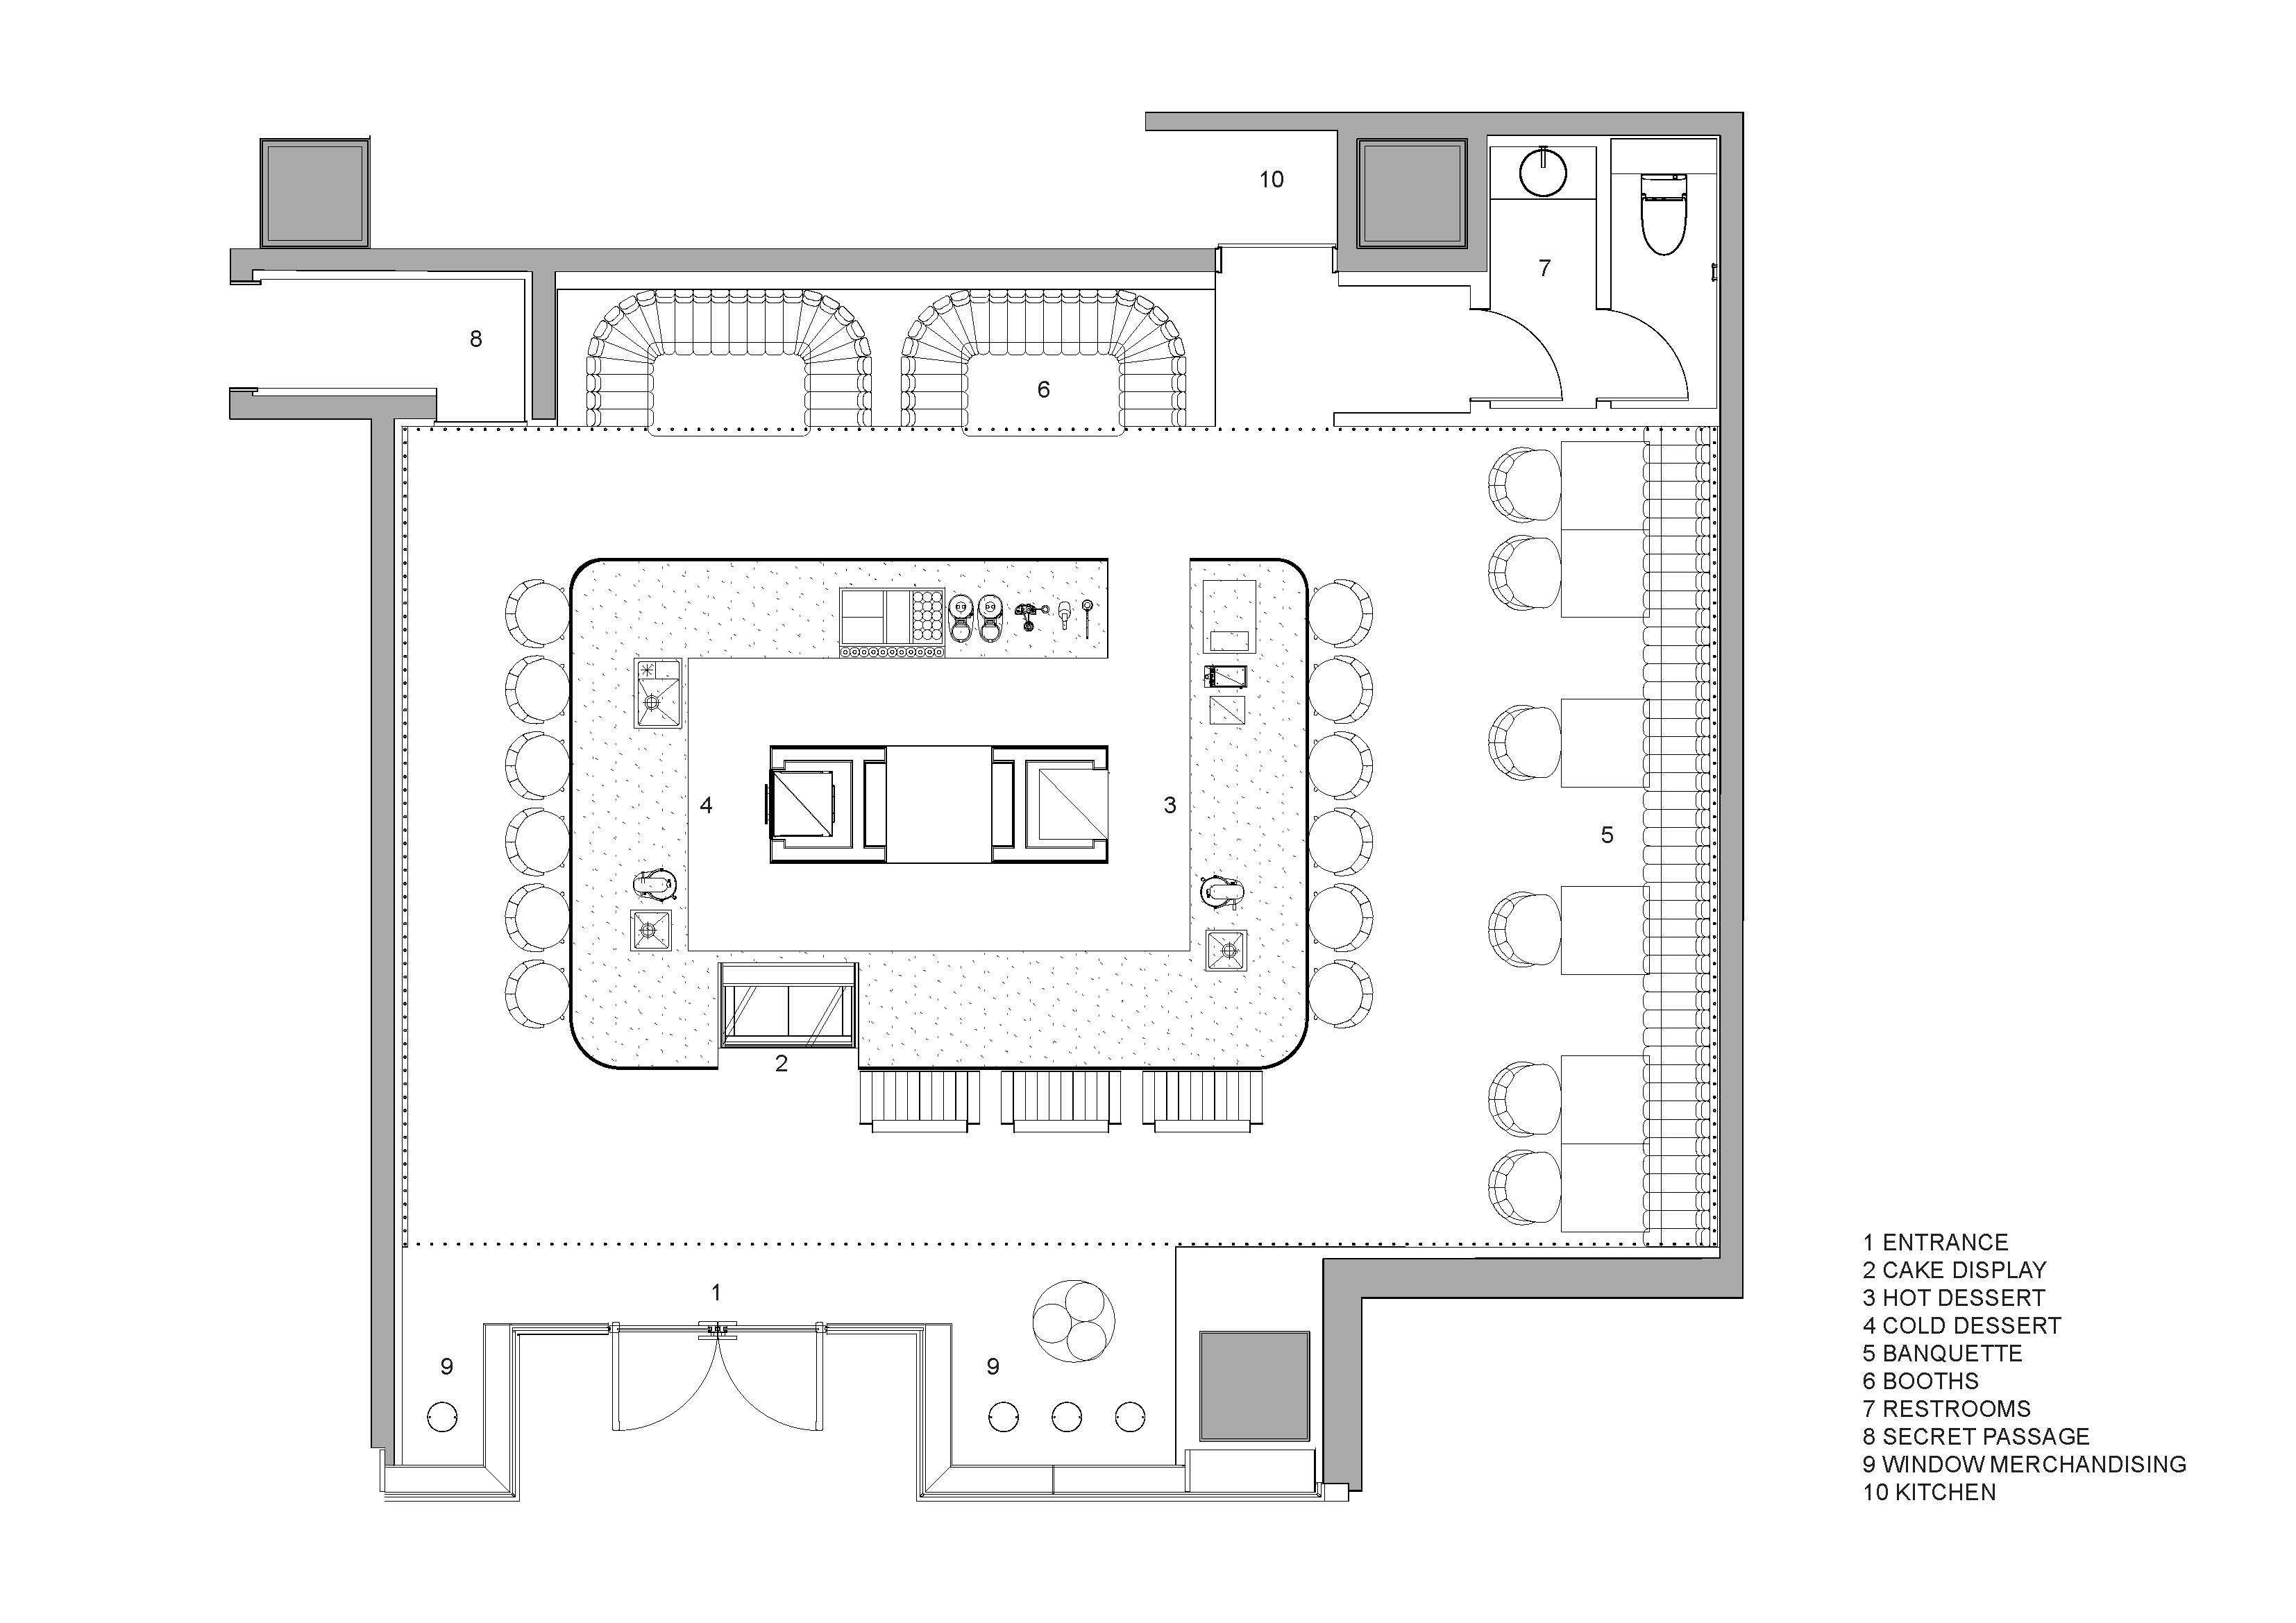 10
7
8
6
4
3
5
2
1
9
9
1 ENTRANCE
2 CAKE DISPLAY
3 HOT DESSERT
4 COLD DESSERT
5 BANQUETTE
6 BOOTHS
7 RESTROOMS
8 SECRET PASSAGE
9 WINDOW MERCHANDISING
10 KITCHEN